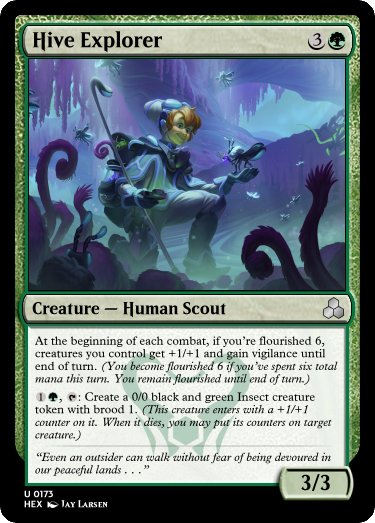 Hive Explorer 3
Creature — Human Scout
At the beginning of each combat, if you're flourished 6,
creatures you control get +1/+1 and gain vigilance until
end of turn. (You become flourished 6 if you've spent six total
mana this turn. You remain flourished until end of turn.)
1, : Create a 0/0 black and green Insect creature
token with brood 1. (This creature enters with a +1/+1
counter on it. When it dies, you may put its counters on target
creature.)
"Even an outsider can walk without fear of being devoured in
our peaceful lands . . ."
3/3
U 0173
HEX Jay Larsen